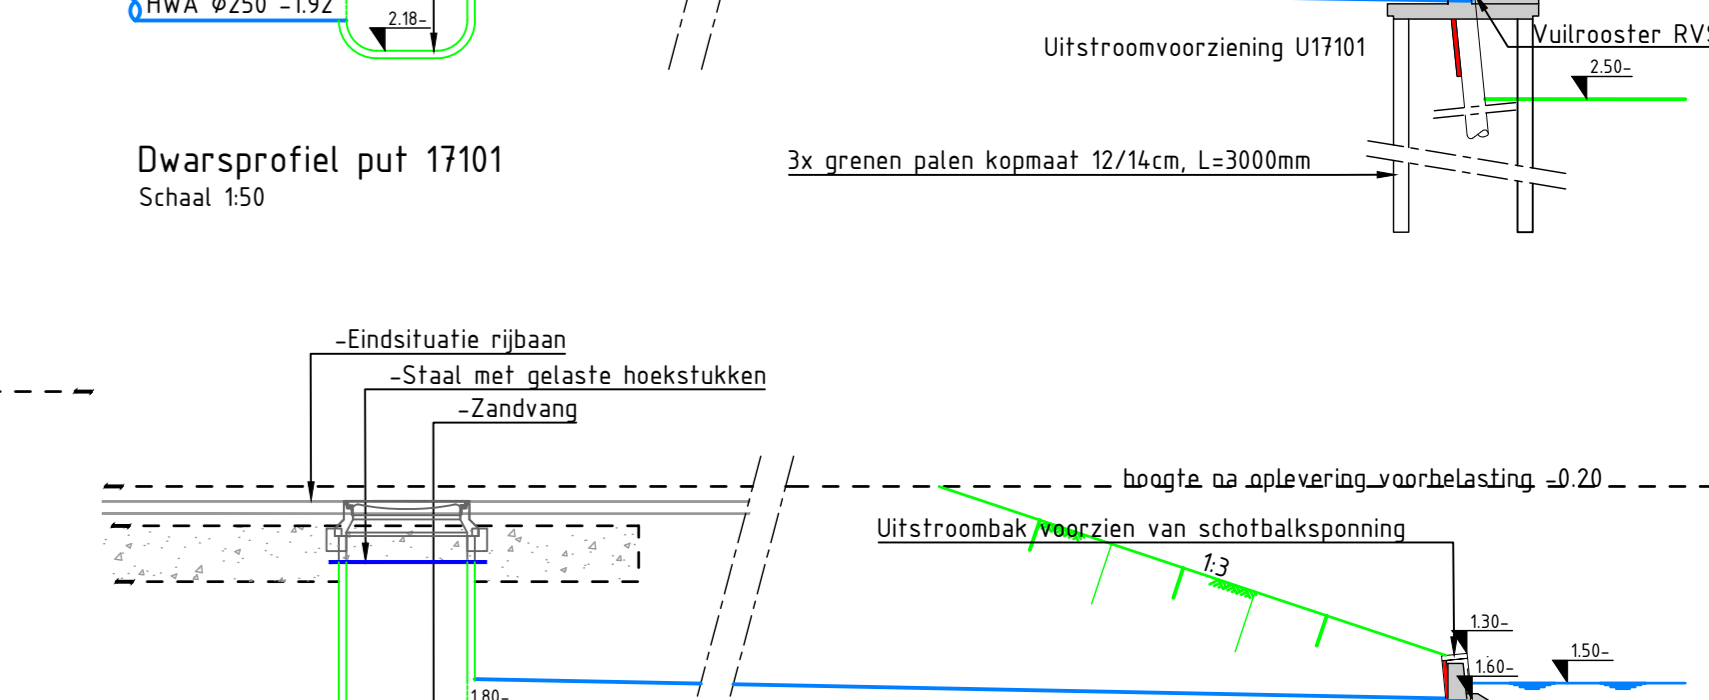 HWA Ø250 -1.92
2.18-
Uitstroomvoorziening U17101
Vuilrooster RVS
2.50-
Dwarsprofiel put 17101
Schaal 1:50
3x grenen palen kopmaat 12/14cm, L=3000mm
-Eindsituatie rijbaan
-Staal met gelaste hoekstukken
-Zandvang
hoogte na oplevering voorbelasting -0.20
Uitstroombak voorzien van schotbalksponning
1:3
1.30-
1.50-
1.60-
1.80-